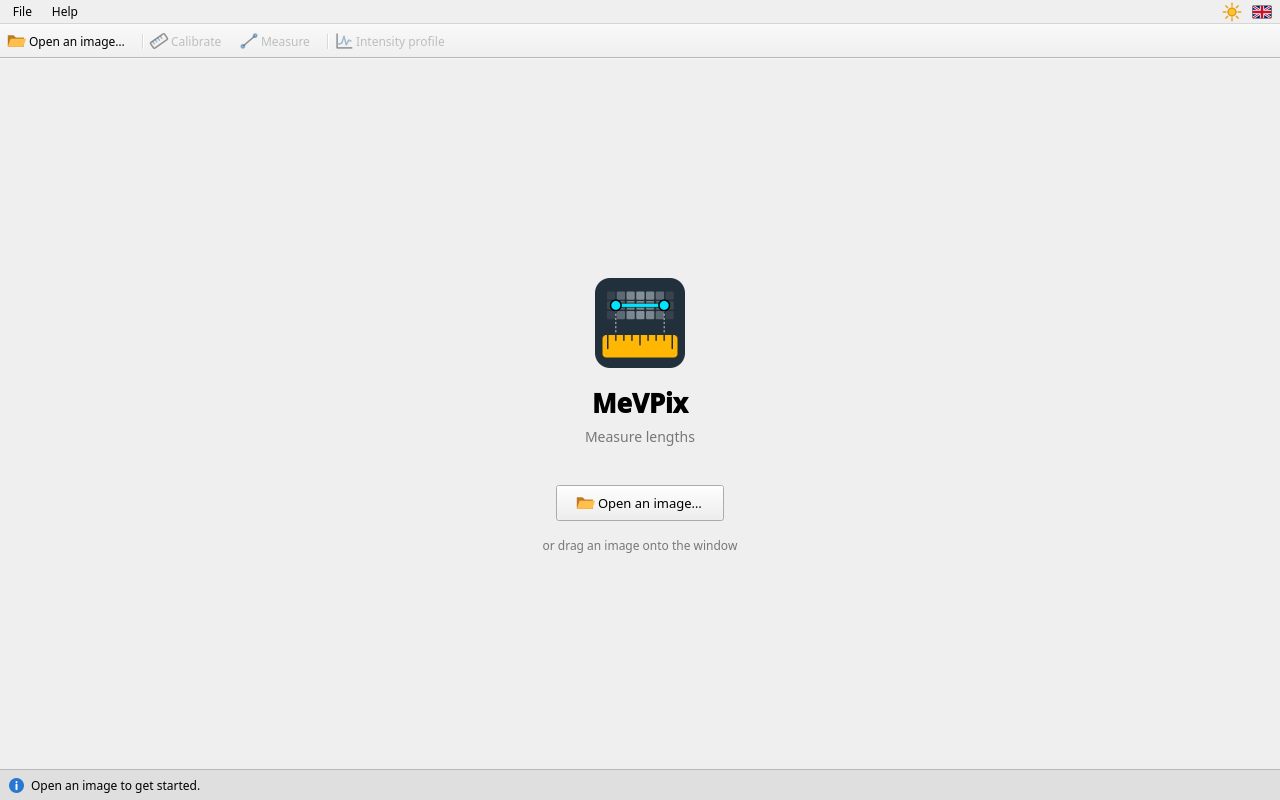 File Help
Open an image... Calibrate Measure Intensity profile
MeVPix
Measure lengths
Open an image...
or drag an image onto the window
Open an image to get started.